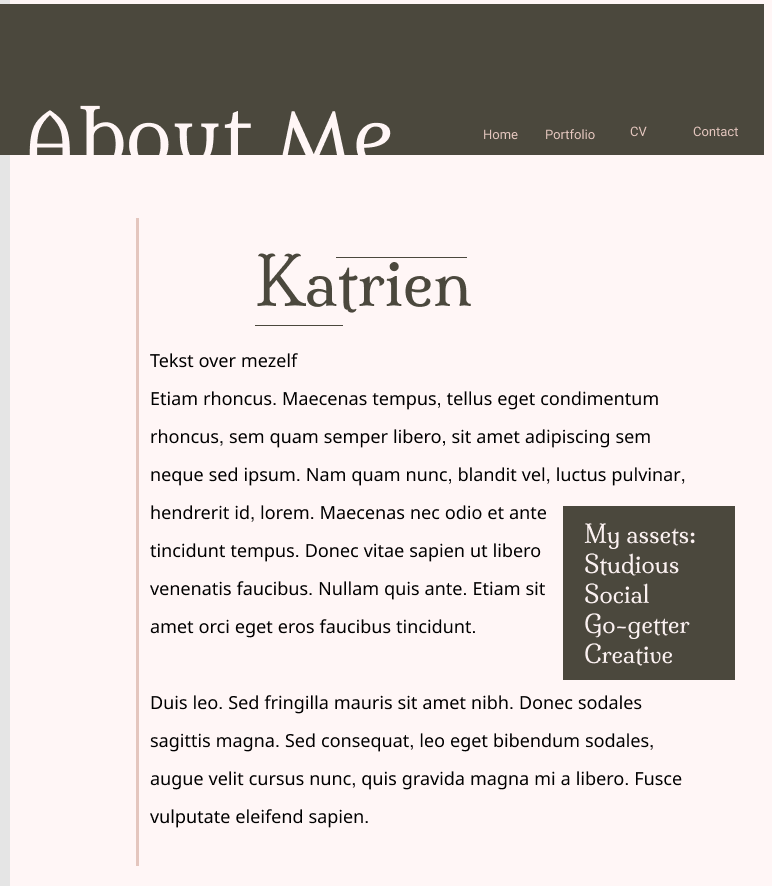 About Me
Home Portfolio CV Contact
Katrien
Tekst over mezelf
Etiam rhoncus. Maecenas tempus, tellus eget condimentum
rhoncus, sem quam semper libero, sit amet adipiscing sem
neque sed ipsum. Nam quam nunc, blandit vel, luctus pulvinar,
hendrerit id, lorem. Maecenas nec odio et ante
tincidunt tempus. Donec vitae sapien ut libero
venenatis faucibus. Nullam quis ante. Etiam sit
amet orci eget eros faucibus tincidunt.
My assets:
Studious
Social
Go-getter
Creative
Duis leo. Sed fringilla mauris sit amet nibh. Donec sodales
sagittis magna. Sed consequat, leo eget bibendum sodales,
augue velit cursus nunc, quis gravida magna mi a libero. Fusce
vulputate eleifend sapien.